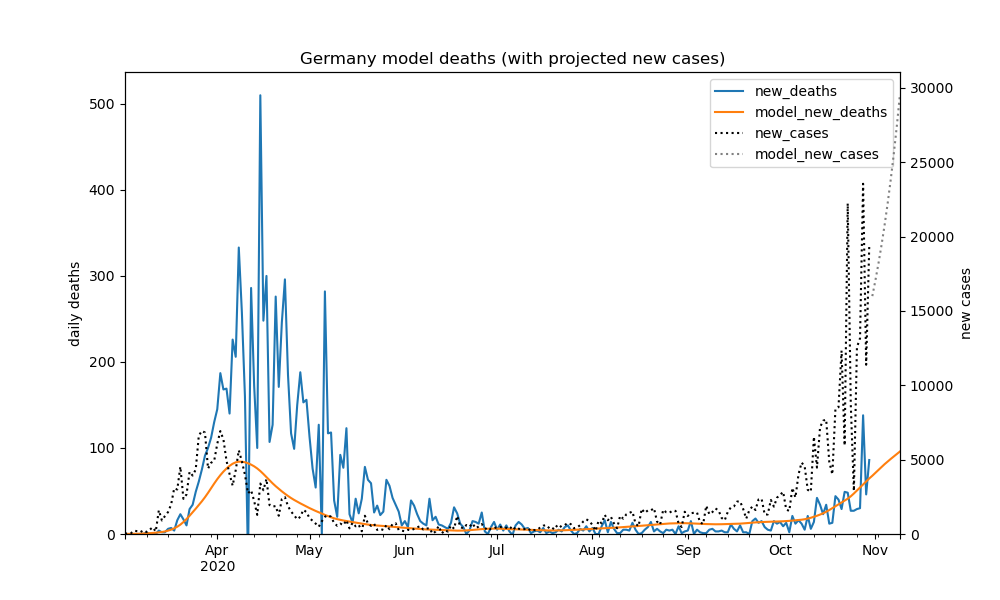 Germany model deaths (with projected new cases)
new_deaths
model_new_deaths
new_cases
model_new_cases
500
400
300
200
100
0
daily deaths
30000
25000
20000
15000
10000
5000
0
new cases
Apr
May
Jun
Jul
Aug
Sep
Oct
Nov
2020